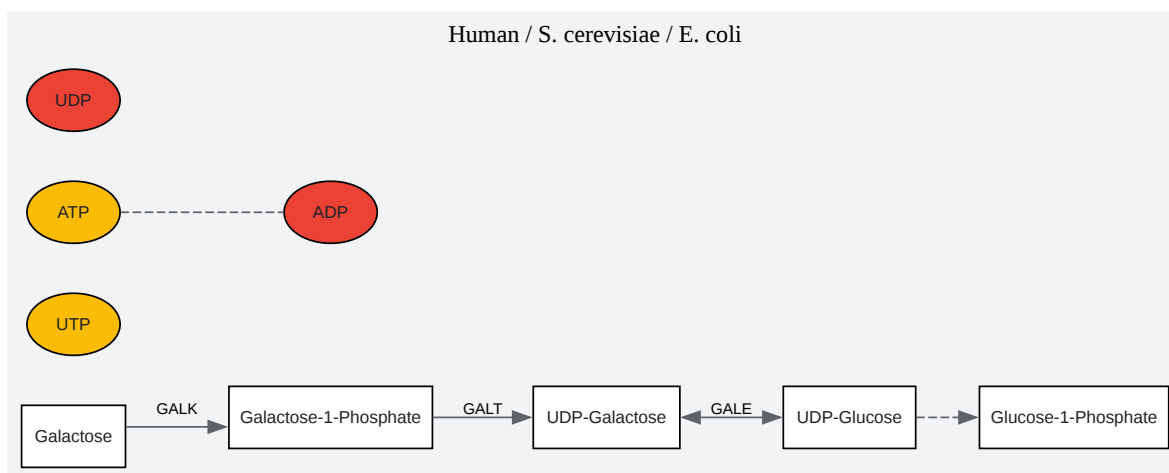 Human / S. cerevisiae / E. coli
UDP
ATP
ADP
UTP
Galactose
GALK
Galactose-1-Phosphate
GALT
UDP-Galactose
GALE
UDP-Glucose
Glucose-1-Phosphate